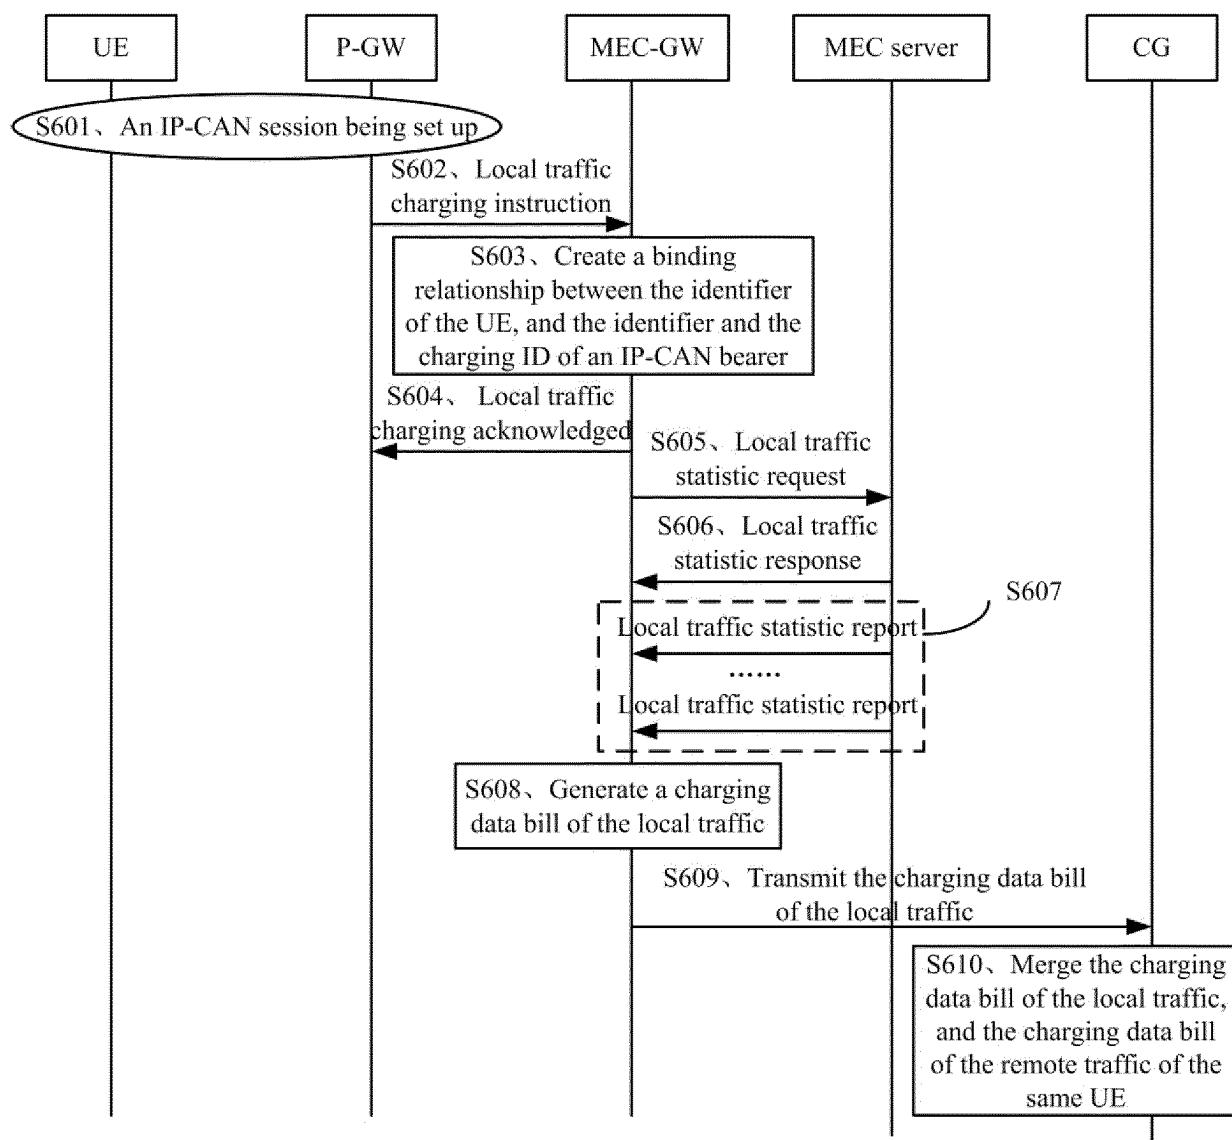 UE
P-GW
MEC-GW
MEC server
CG
S601、An IP-CAN session being set up
S602、Local traffic
charging instruction
S603、Create a binding
relationship between the identifier
of the UE, and the identifier and the
charging ID of an IP-CAN bearer
S604、 Local traffic
charging acknowledged
S605、Local traffic
statistic request
S606、Local traffic
statistic response
S607
Local traffic statistic report
......
Local traffic statistic report
S608、Generate a charging
data bill of the local traffic
S609、Transmit the charging data bill
of the local traffic
S610、Merge the charging
data bill of the local traffic,
and the charging data bill
of the remote traffic of the
same UE